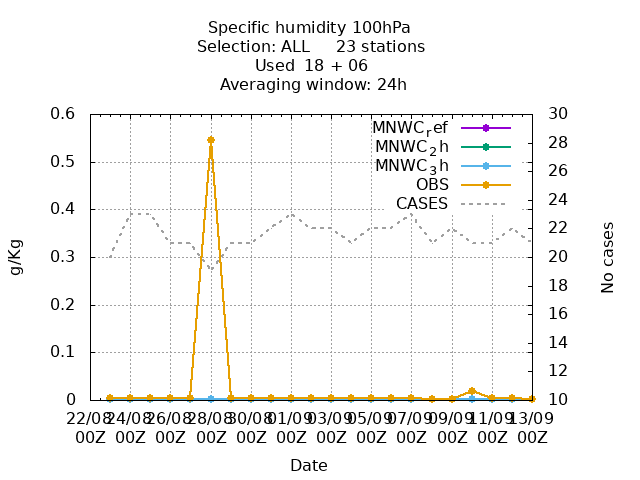 Specific humidity 100hPa
Selection: ALL     23 stations
Used  18 + 06
Averaging window: 24h
0.6
0.5
0.4
0.3
0.2
0.1
0
g/Kg
30
28
26
24
22
20
18
16
14
12
10
No cases
MNWC_ref
MNWC_2h
MNWC_3h
OBS
CASES
22/08 24/08 26/08 28/08 30/08 01/09 03/09 05/09 07/09 09/09 11/09 13/09
00Z 00Z 00Z 00Z 00Z 00Z 00Z 00Z 00Z 00Z 00Z 00Z
Date